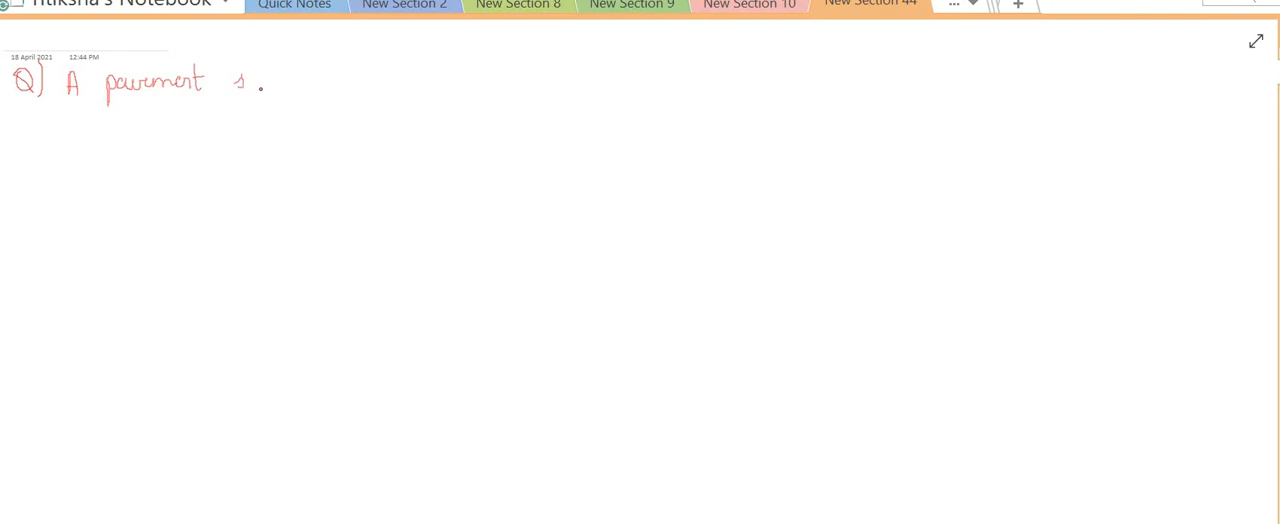 Notebook
Quick Notes
New Section 2
New Section 8
New Section 9
New Section 10
New Section 44
...
+
18 April 2021 12:44 PM
Q) A pavement s